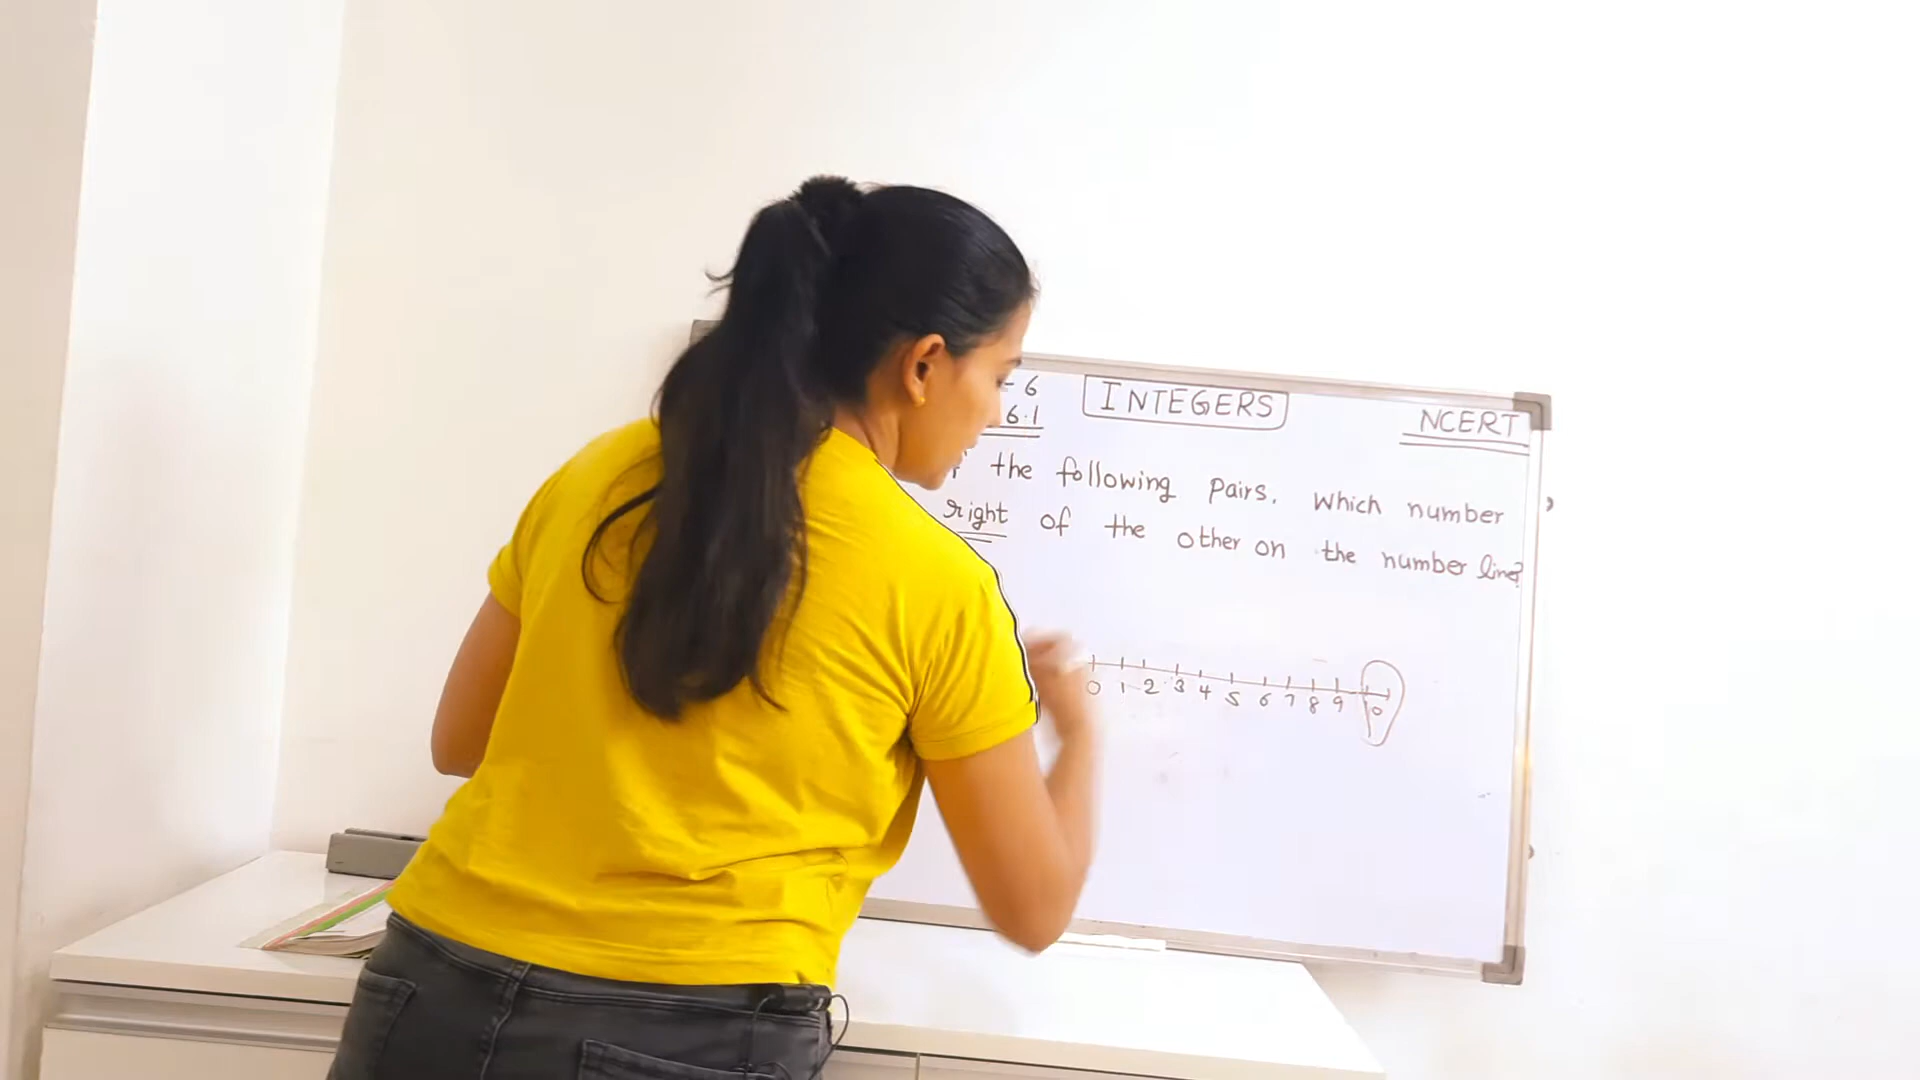 - 6 INTEGERS NCERT
6.1
the following pairs. Which number
right of the other on the number line?
0 1 2 3 4 5 6 7 8 9 10